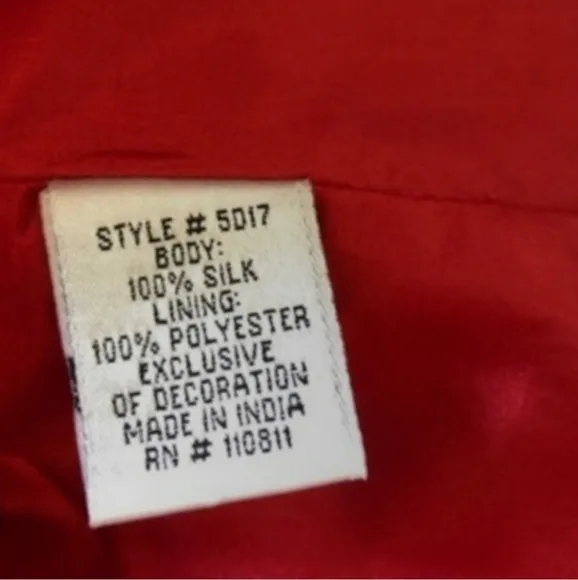 STYLE # 5D17
BODY:
100% SILK
LINING:
100% POLYESTER
EXCLUSIVE
OF DECORATION
MADE IN INDIA
RN # 110811